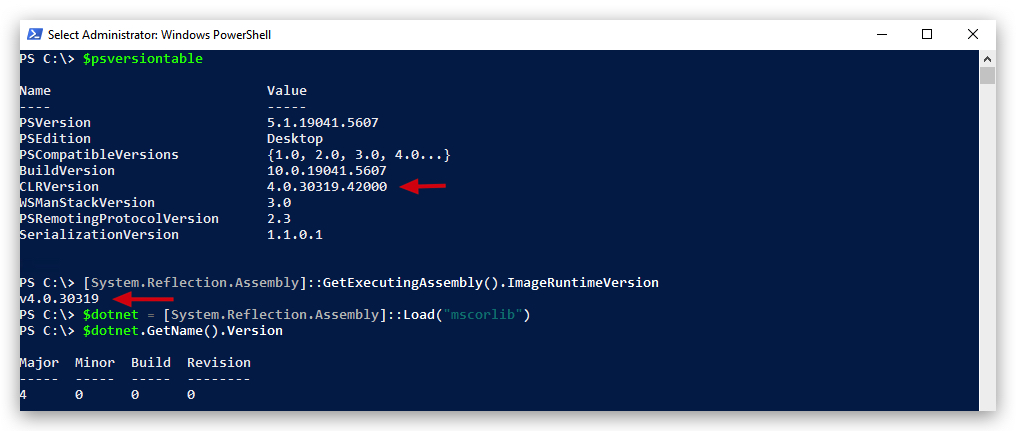 Select Administrator: Windows PowerShell
PS C:\> $psversiontable
Name                           Value
----                           -----
PSVersion                      5.1.19041.5607
PSEdition                      Desktop
PSCompatibleVersions           {1.0, 2.0, 3.0, 4.0...}
BuildVersion                   10.0.19041.5607
CLRVersion                     4.0.30319.42000
WSManStackVersion              3.0
PSRemotingProtocolVersion      2.3
SerializationVersion           1.1.0.1
PS C:\> [System.Reflection.Assembly]::GetExecutingAssembly().ImageRuntimeVersion
v4.0.30319
PS C:\> $dotnet = [System.Reflection.Assembly]::Load("mscorlib")
PS C:\> $dotnet.GetName().Version
Major  Minor  Build  Revision
-----  -----  -----  --------
4      0      0      0